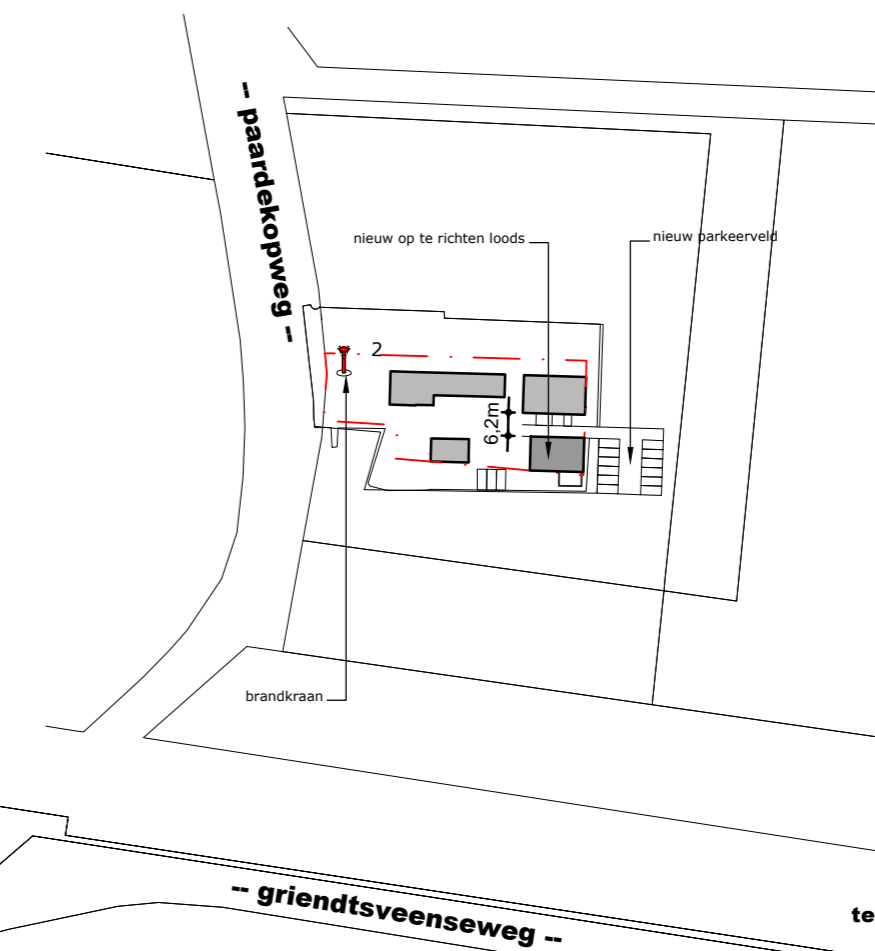 -- paardekopweg --
nieuw op te richten loods
nieuw parkeerveld
2
6,2m
brandkraan
-- griendtsveenseweg --
te